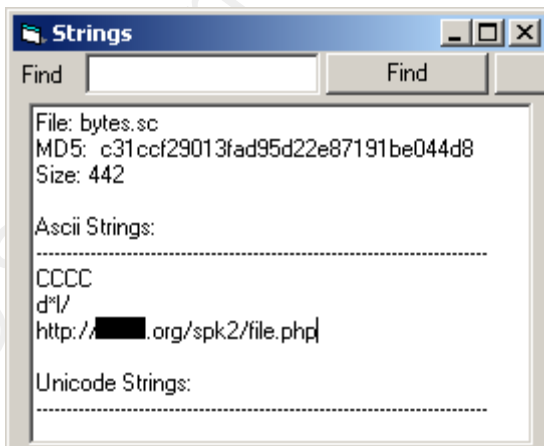 Strings
Find Find
File: bytes.sc
MD5: c31ccf29013fad95d22e87191be044d8
Size: 442
Ascii Strings:
---------------------------------------------------------------------------
CCCC
d*l/
http:// .org/spk2/file.php
Unicode Strings:
---------------------------------------------------------------------------